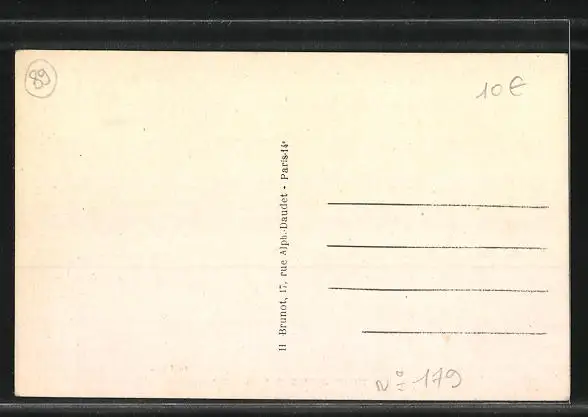 89
10€
H Brunot, 17, rue Alph.-Daudet - Paris-14e
N° 179